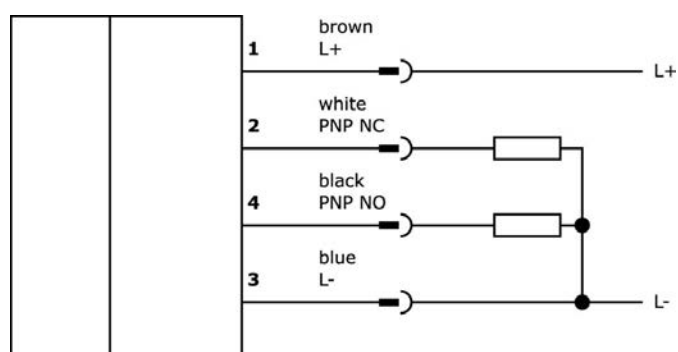 brown
1 L+
L+
white
2 PNP NC
black
4 PNP NO
blue
3 L-
L-